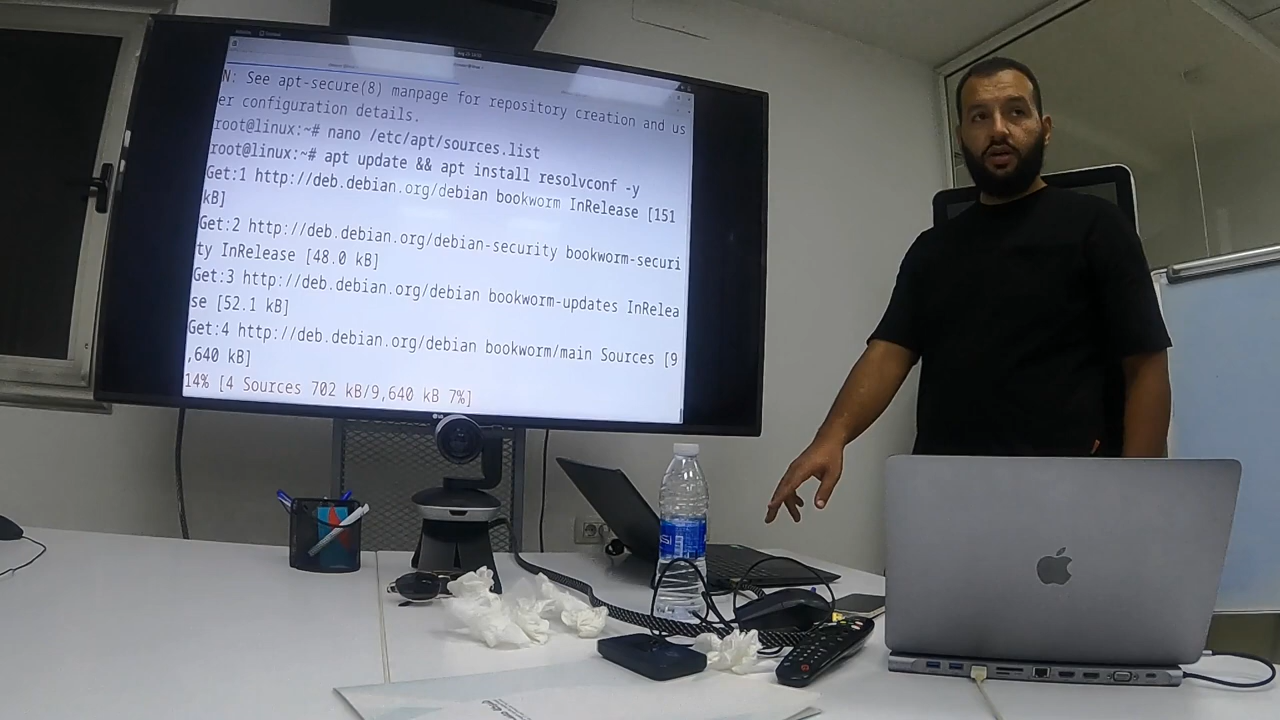 N: See apt-secure(8) manpage for repository creation and us
er configuration details.
root@linux:~# nano /etc/apt/sources.list
root@linux:~# apt update && apt install resolvconf -y
Get:1 http://deb.debian.org/debian bookworm InRelease [151
kB]
Get:2 http://deb.debian.org/debian-security bookworm-securi
ty InRelease [48.0 kB]
Get:3 http://deb.debian.org/debian bookworm-updates InRelea
se [52.1 kB]
Get:4 http://deb.debian.org/debian bookworm/main Sources [9
,640 kB]
14% [4 Sources 702 kB/9,640 kB 7%]
LG